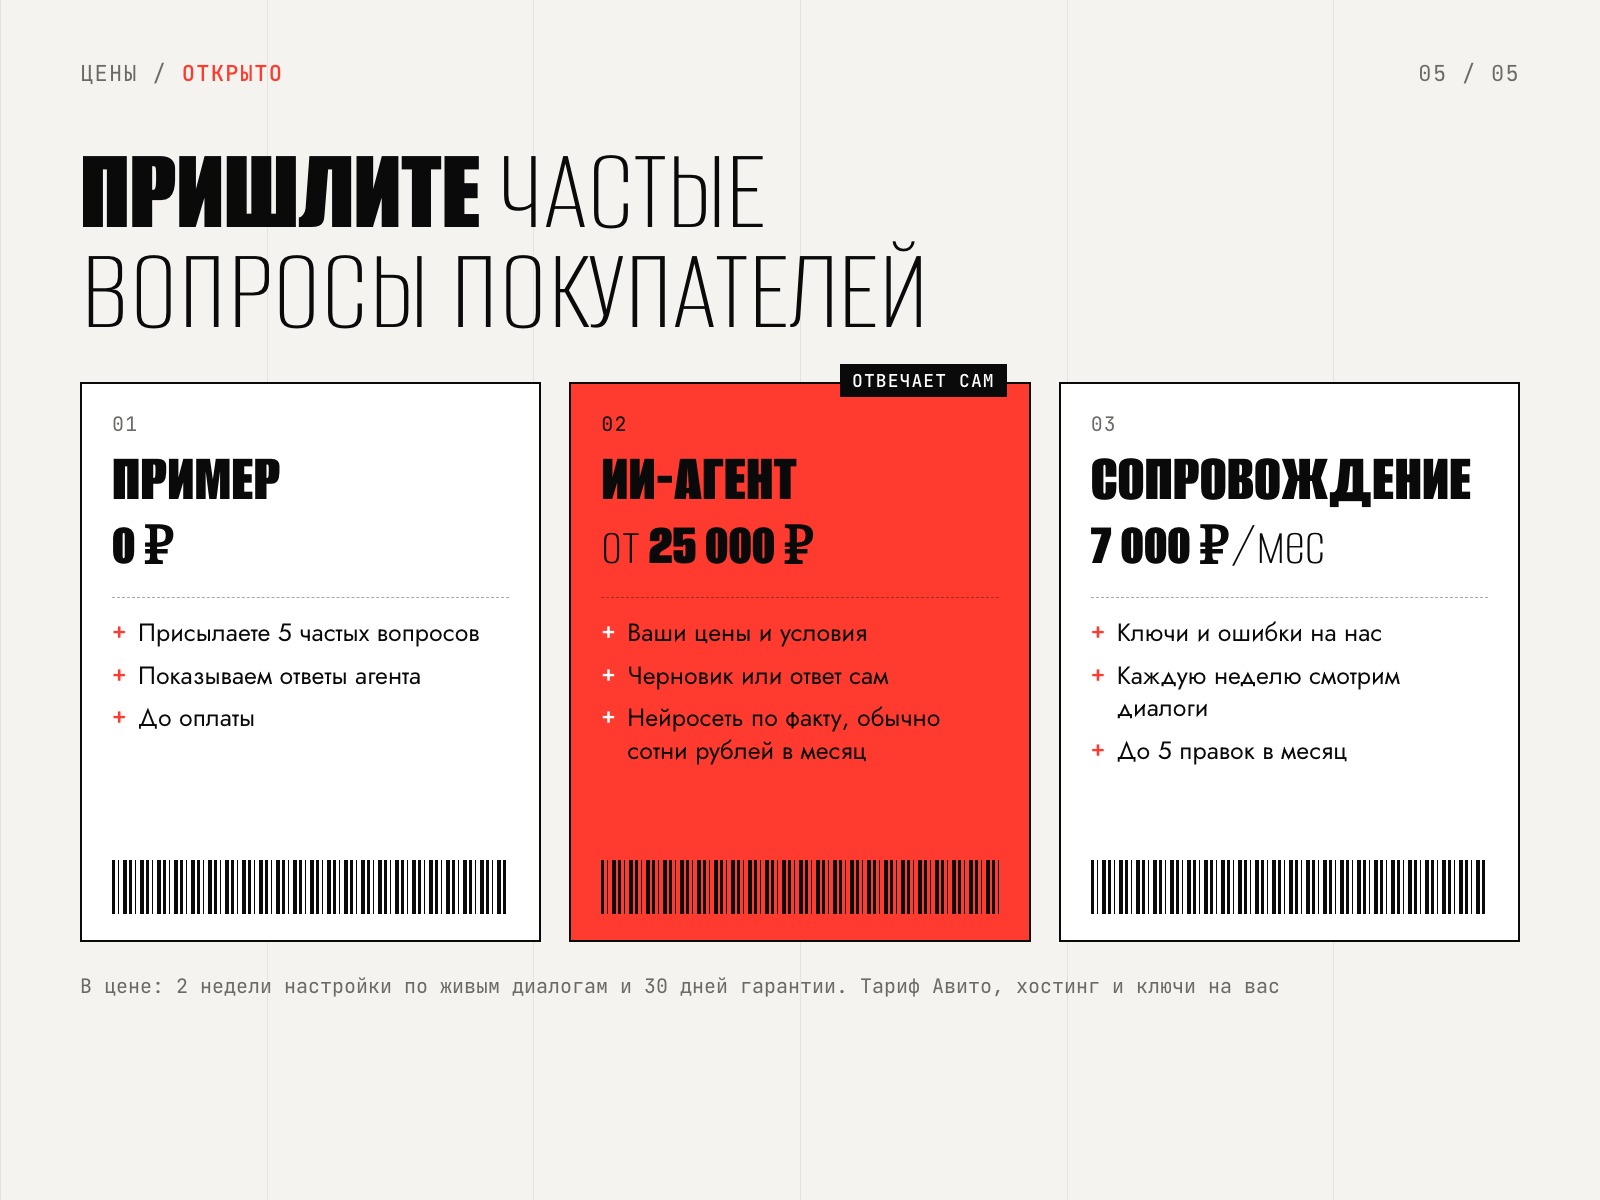 ЦЕНЫ / ОТКРЫТО
05 / 05
ПРИШЛИТЕ ЧАСТЫЕ
ВОПРОСЫ ПОКУПАТЕЛЕЙ
01
ПРИМЕР
0 ₽
+ Присылаете 5 частых вопросов
+ Показываем ответы агента
+ До оплаты
ОТВЕЧАЕТ САМ
02
ИИ-АГЕНТ
от 25 000 ₽
+ Ваши цены и условия
+ Черновик или ответ сам
+ Нейросеть по факту, обычно
сотни рублей в месяц
03
СОПРОВОЖДЕНИЕ
7 000 ₽/мес
+ Ключи и ошибки на нас
+ Каждую неделю смотрим
диалоги
+ До 5 правок в месяц
В цене: 2 недели настройки по живым диалогам и 30 дней гарантии. Тариф Авито, хостинг и ключи на вас